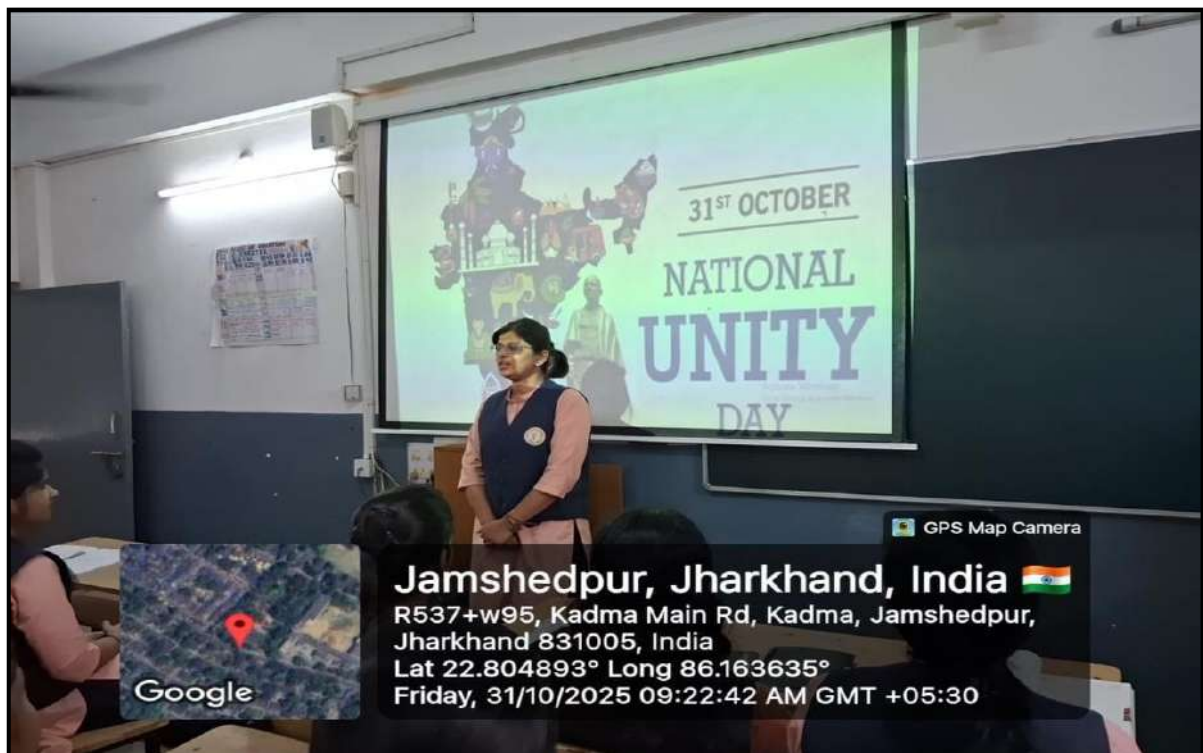 31ST OCTOBER
NATIONAL
UNITY
DAY
GPS Map Camera
Jamshedpur, Jharkhand, India
R537+w95, Kadma Main Rd, Kadma, Jamshedpur,
Jharkhand 831005, India
Lat 22.804893° Long 86.163635°
Friday, 31/10/2025 09:22:42 AM GMT +05:30
Google